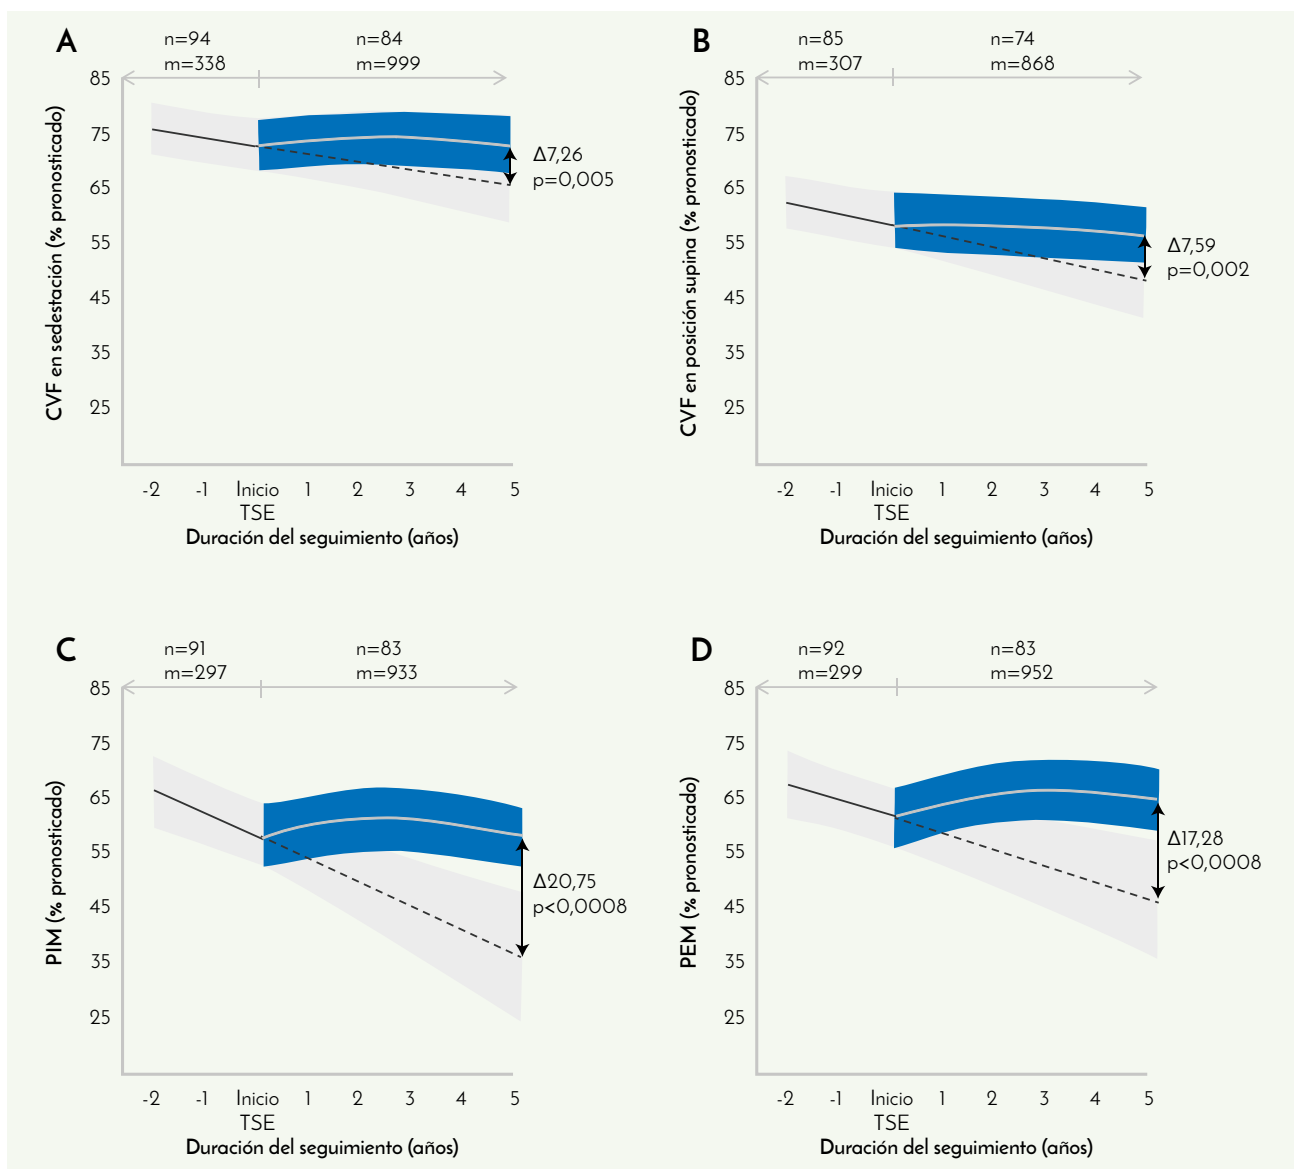 A
n=94
m=338
n=84
m=999
85
75
65
55
45
35
25
CVF en sedestación (% pronosticado)
Δ7,26
p=0,005
-2 -1 Inicio TSE 1 2 3 4 5
Duración del seguimiento (años)
B
n=85
m=307
n=74
m=868
85
75
65
55
45
35
25
CVF en posición supina (% pronosticado)
Δ7,59
p=0,002
-2 -1 Inicio TSE 1 2 3 4 5
Duración del seguimiento (años)
C
n=91
m=297
n=83
m=933
85
75
65
55
45
35
25
PIM (% pronosticado)
Δ20,75
p<0,0008
-2 -1 Inicio TSE 1 2 3 4 5
Duración del seguimiento (años)
D
n=92
m=299
n=83
m=952
85
75
65
55
45
35
25
PEM (% pronosticado)
Δ17,28
p<0,0008
-2 -1 Inicio TSE 1 2 3 4 5
Duración del seguimiento (años)